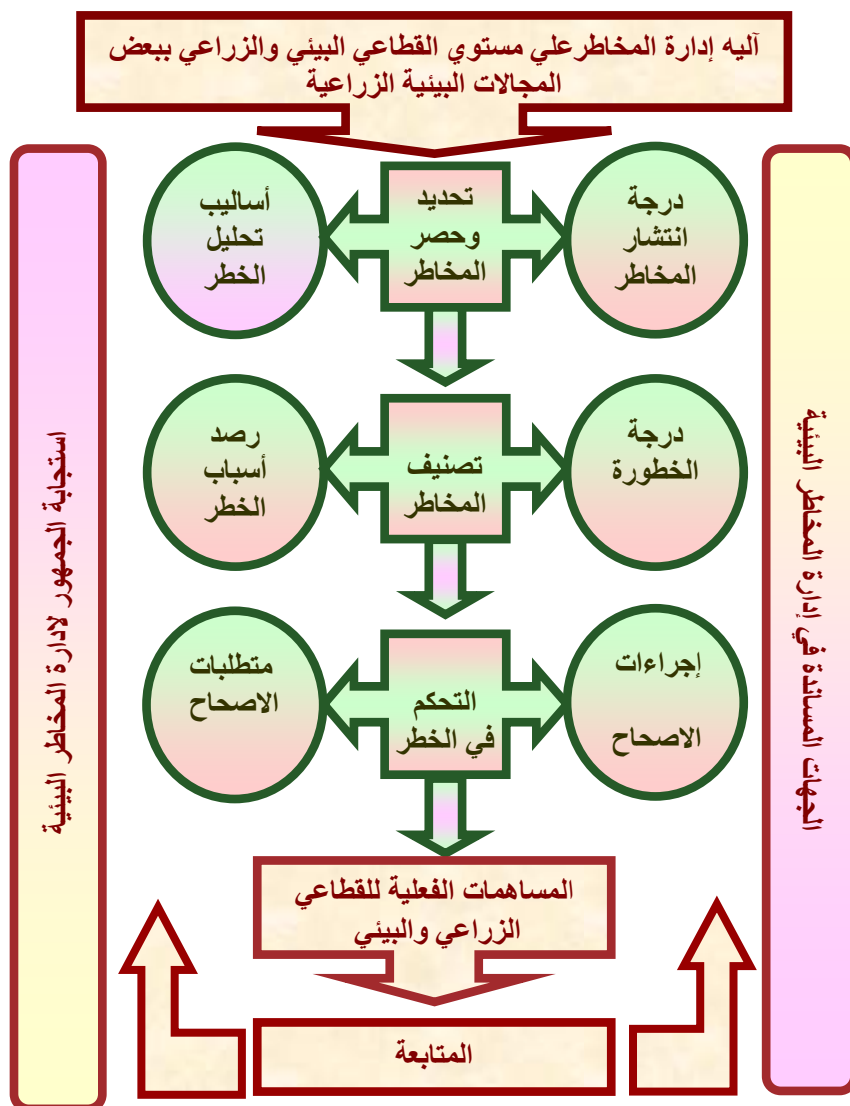 آليه إدارة المخاطرعلي مستوي القطاعي البيئي والزراعي ببعض
المجالات البيئية الزراعية
درجة
انتشار
المخاطر
تحديد
وحصر
المخاطر
أساليب
تحليل
الخطر
درجة
الخطورة
تصنيف
المخاطر
رصد
أسباب
الخطر
إجراءات
الاصحاح
التحكم
في الخطر
متطلبات
الاصحاح
المساهمات الفعلية للقطاعي
الزراعي والبيئي
المتابعة
الجهات المساندة في إدارة المخاطر البيئية
استجابة الجمهور لادارة المخاطر البيئية